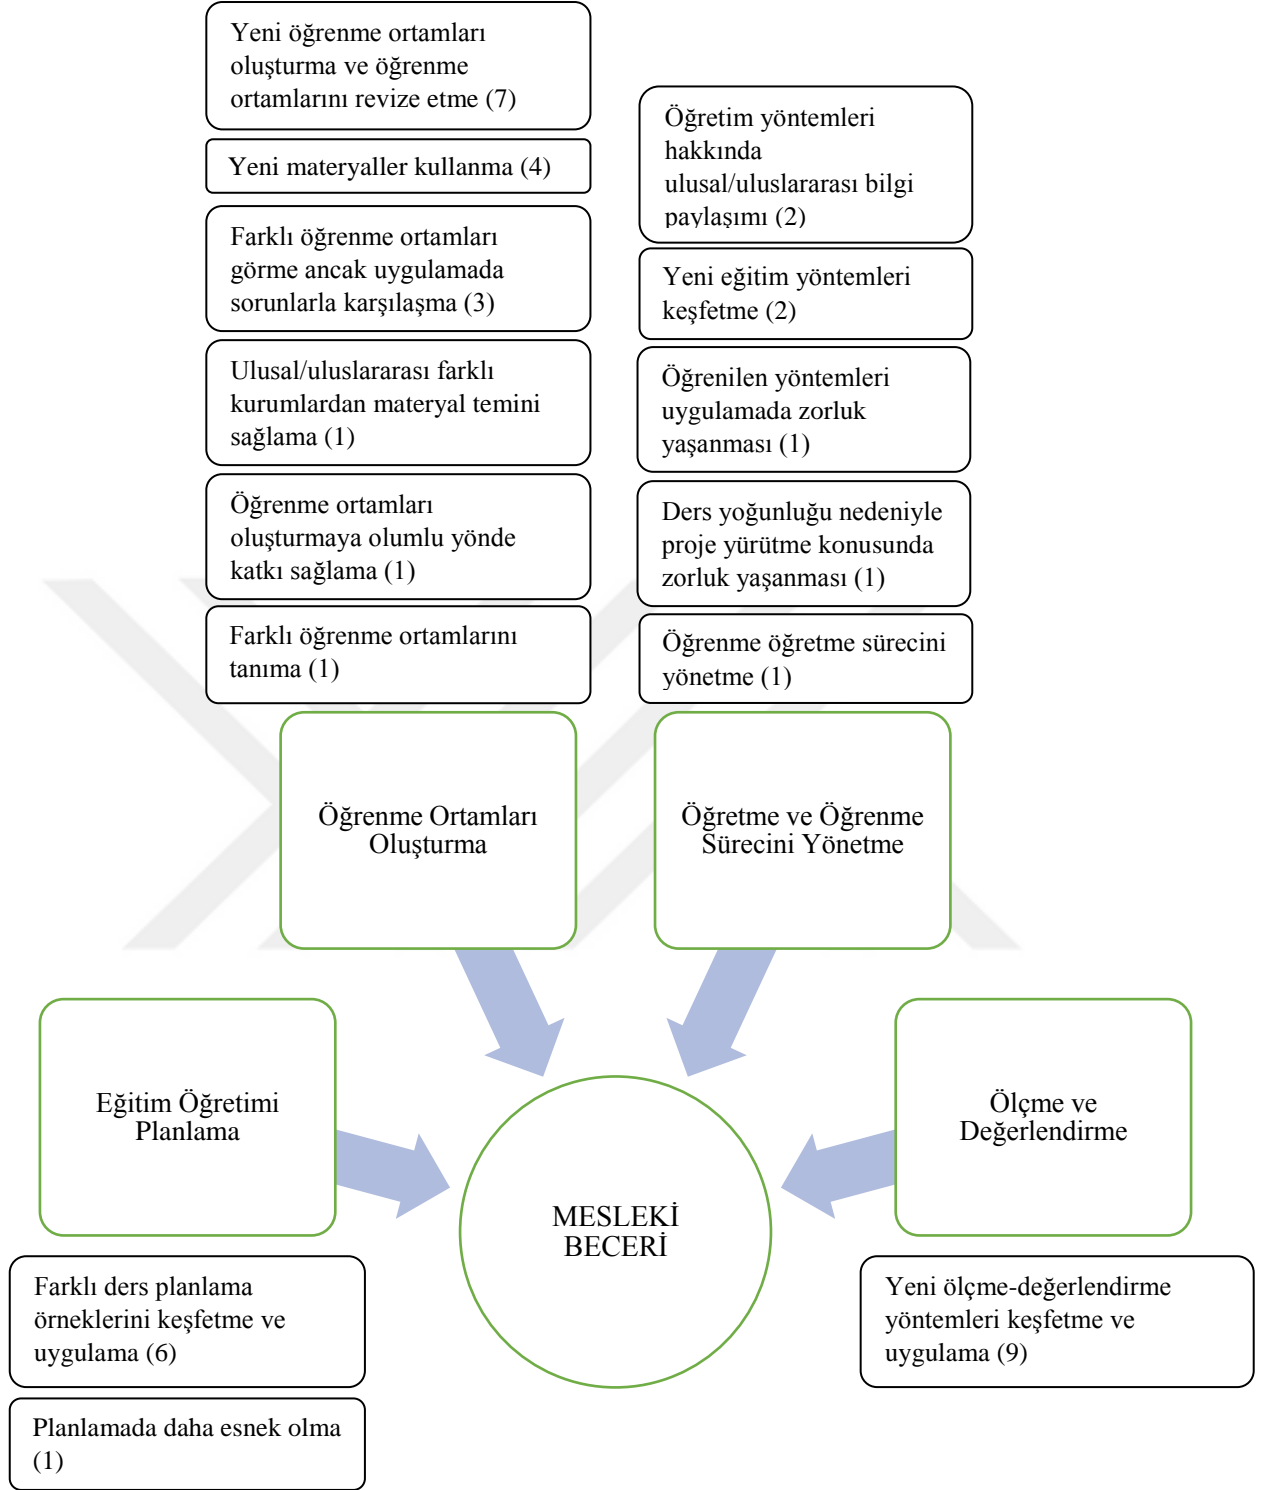 Yeni öğrenme ortamları
oluşturma ve öğrenme
ortamlarını revize etme (7)
Yeni materyaller kullanma (4)
Farklı öğrenme ortamları
görme ancak uygulamada
sorunlarla karşılaşma (3)
Ulusal/uluslararası farklı
kurumlardan materyal temini
sağlama (1)
Öğrenme ortamları
oluşturmaya olumlu yönde
katkı sağlama (1)
Farklı öğrenme ortamlarını
tanıma (1)
Öğretim yöntemleri
hakkında
ulusal/uluslararası bilgi
paylaşımı (2)
Yeni eğitim yöntemleri
keşfetme (2)
Öğrenilen yöntemleri
uygulamada zorluk
yaşanması (1)
Ders yoğunluğu nedeniyle
proje yürütme konusunda
zorluk yaşanması (1)
Öğrenme öğretme sürecini
yönetme (1)
Öğrenme Ortamları
Oluşturma
Öğretme ve Öğrenme
Sürecini Yönetme
Eğitim Öğretimi
Planlama
Ölçme ve
Değerlendirme
MESLEKİ
BECERİ
Farklı ders planlama
örneklerini keşfetme ve
uygulama (6)
Planlamada daha esnek olma
(1)
Yeni ölçme-değerlendirme
yöntemleri keşfetme ve
uygulama (9)